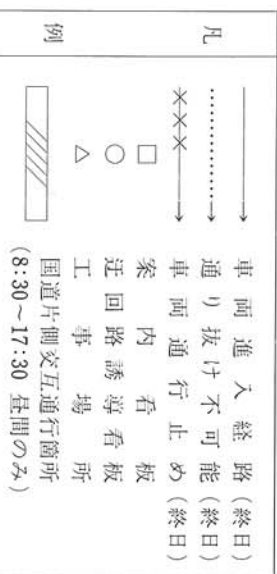 凡例
車両進入経路(終日)
通り抜け不可能(終日)
車両通行止め(終日)
案内看板
迂回路誘導看板
工事場所
国道片側交互通行箇所
(8:30~17:30 昼間のみ)